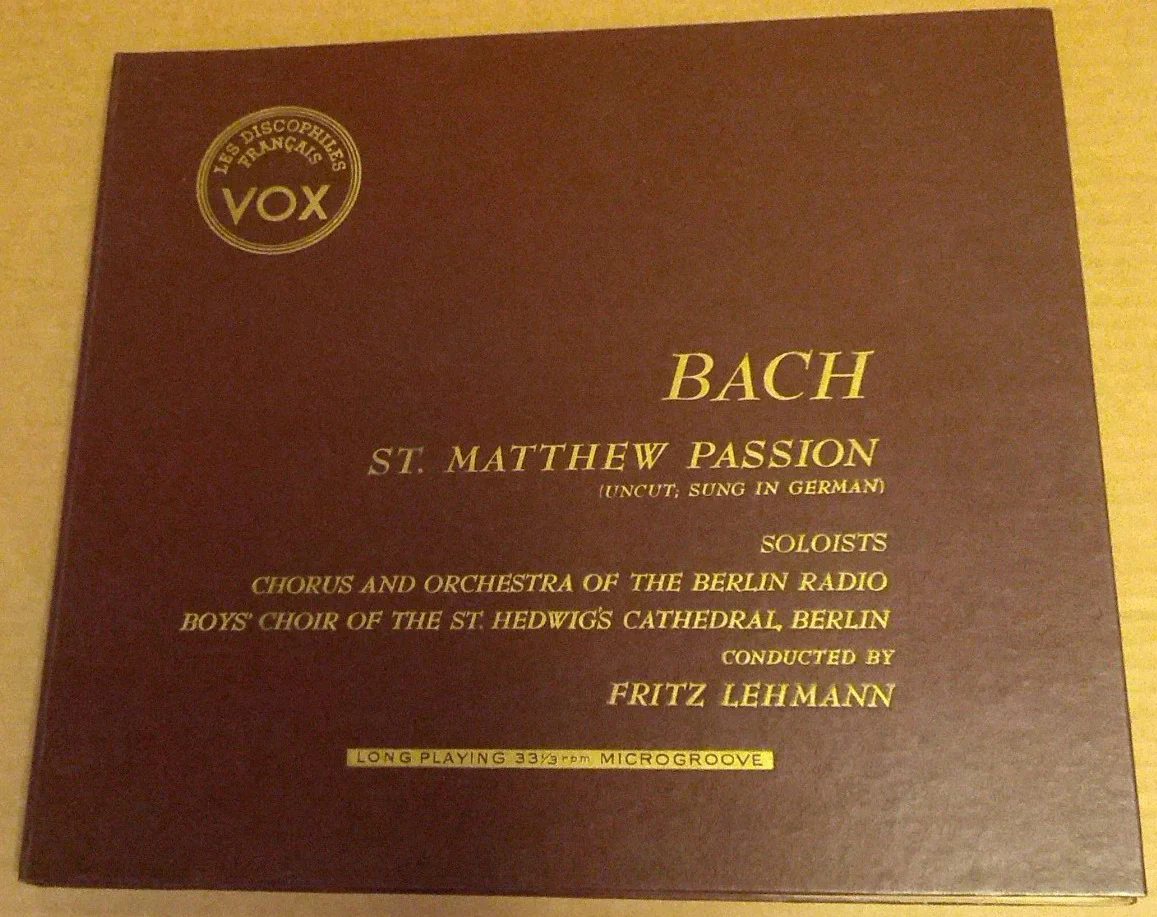 LES DISCOPHILES
FRANÇAIS
VOX
BACH
ST. MATTHEW PASSION
(UNCUT; SUNG IN GERMAN)
SOLOISTS
CHORUS AND ORCHESTRA OF THE BERLIN RADIO
BOYS' CHOIR OF THE ST. HEDWIG'S CATHEDRAL, BERLIN
CONDUCTED BY
FRITZ LEHMANN
LONG PLAYING 33⅓ rpm MICROGROOVE